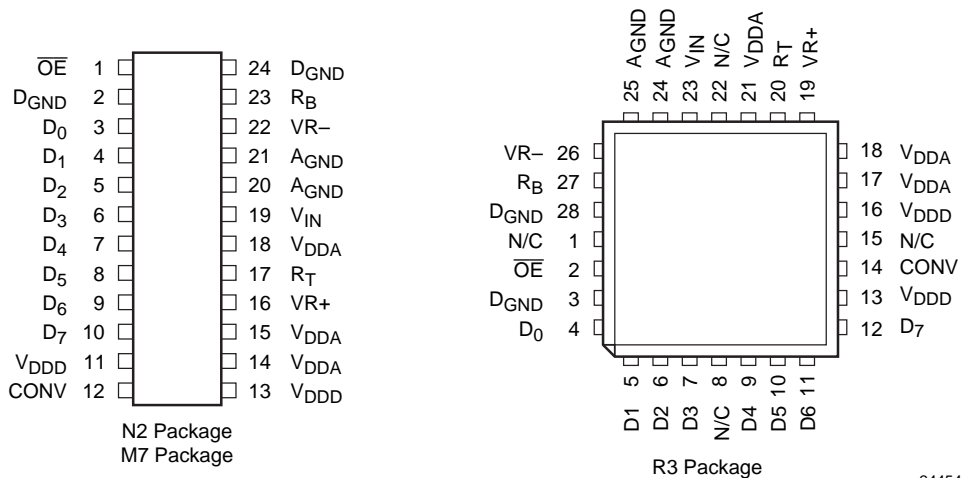 OE 1 24 DGND
DGND 2 23 RB
D0 3 22 VR–
D1 4 21 AGND
D2 5 20 AGND
D3 6 19 VIN
D4 7 18 VDDA
D5 8 17 RT
D6 9 16 VR+
D7 10 15 VDDA
VDDD 11 14 VDDA
CONV 12 13 VDDD
N2 Package
M7 Package
25 AGND
24 AGND
23 VIN
22 N/C
21 VDDA
20 RT
19 VR+
VR– 26 18 VDDA
RB 27 17 VDDA
DGND 28 16 VDDD
N/C 1 15 N/C
OE 2 14 CONV
DGND 3 13 VDDD
D0 4 12 D7
D1 5
D2 6
D3 7
N/C 8
D4 9
D5 10
D6 11
R3 Package